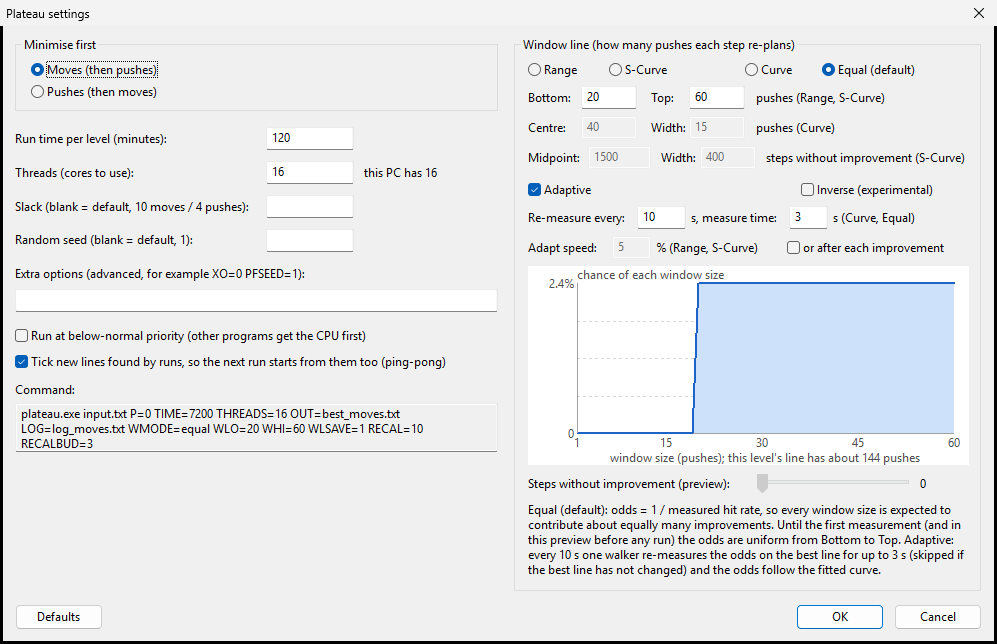 Plateau settings
Minimise first
Moves (then pushes)
Pushes (then moves)
Run time per level (minutes): 120
Threads (cores to use): 16 this PC has 16
Slack (blank = default, 10 moves / 4 pushes):
Random seed (blank = default, 1):
Extra options (advanced, for example XO=0 PFSEED=1):
Run at below-normal priority (other programs get the CPU first)
Tick new lines found by runs, so the next run starts from them too (ping-pong)
Command:
plateau.exe input.txt P=0 TIME=7200 THREADS=16 OUT=best_moves.txt
LOG=log_moves.txt WMODE=equal WLO=20 WHI=60 WLSAVE=1 RECAL=10
RECALBUD=3
Window line (how many pushes each step re-plans)
Range S-Curve Curve Equal (default)
Bottom: 20 Top: 60 pushes (Range, S-Curve)
Centre: 40 Width: 15 pushes (Curve)
Midpoint: 1500 Width: 400 steps without improvement (S-Curve)
Adaptive Inverse (experimental)
Re-measure every: 10 s, measure time: 3 s (Curve, Equal)
Adapt speed: 5 % (Range, S-Curve) or after each improvement
chance of each window size
2.4%
0
1 15 30 45 60
window size (pushes); this level's line has about 144 pushes
Steps without improvement (preview): 0
Equal (default): odds = 1 / measured hit rate, so every window size is expected to
contribute about equally many improvements. Until the first measurement (and in
this preview before any run) the odds are uniform from Bottom to Top. Adaptive:
every 10 s one walker re-measures the odds on the best line for up to 3 s (skipped if
the best line has not changed) and the odds follow the fitted curve.
Defaults OK Cancel